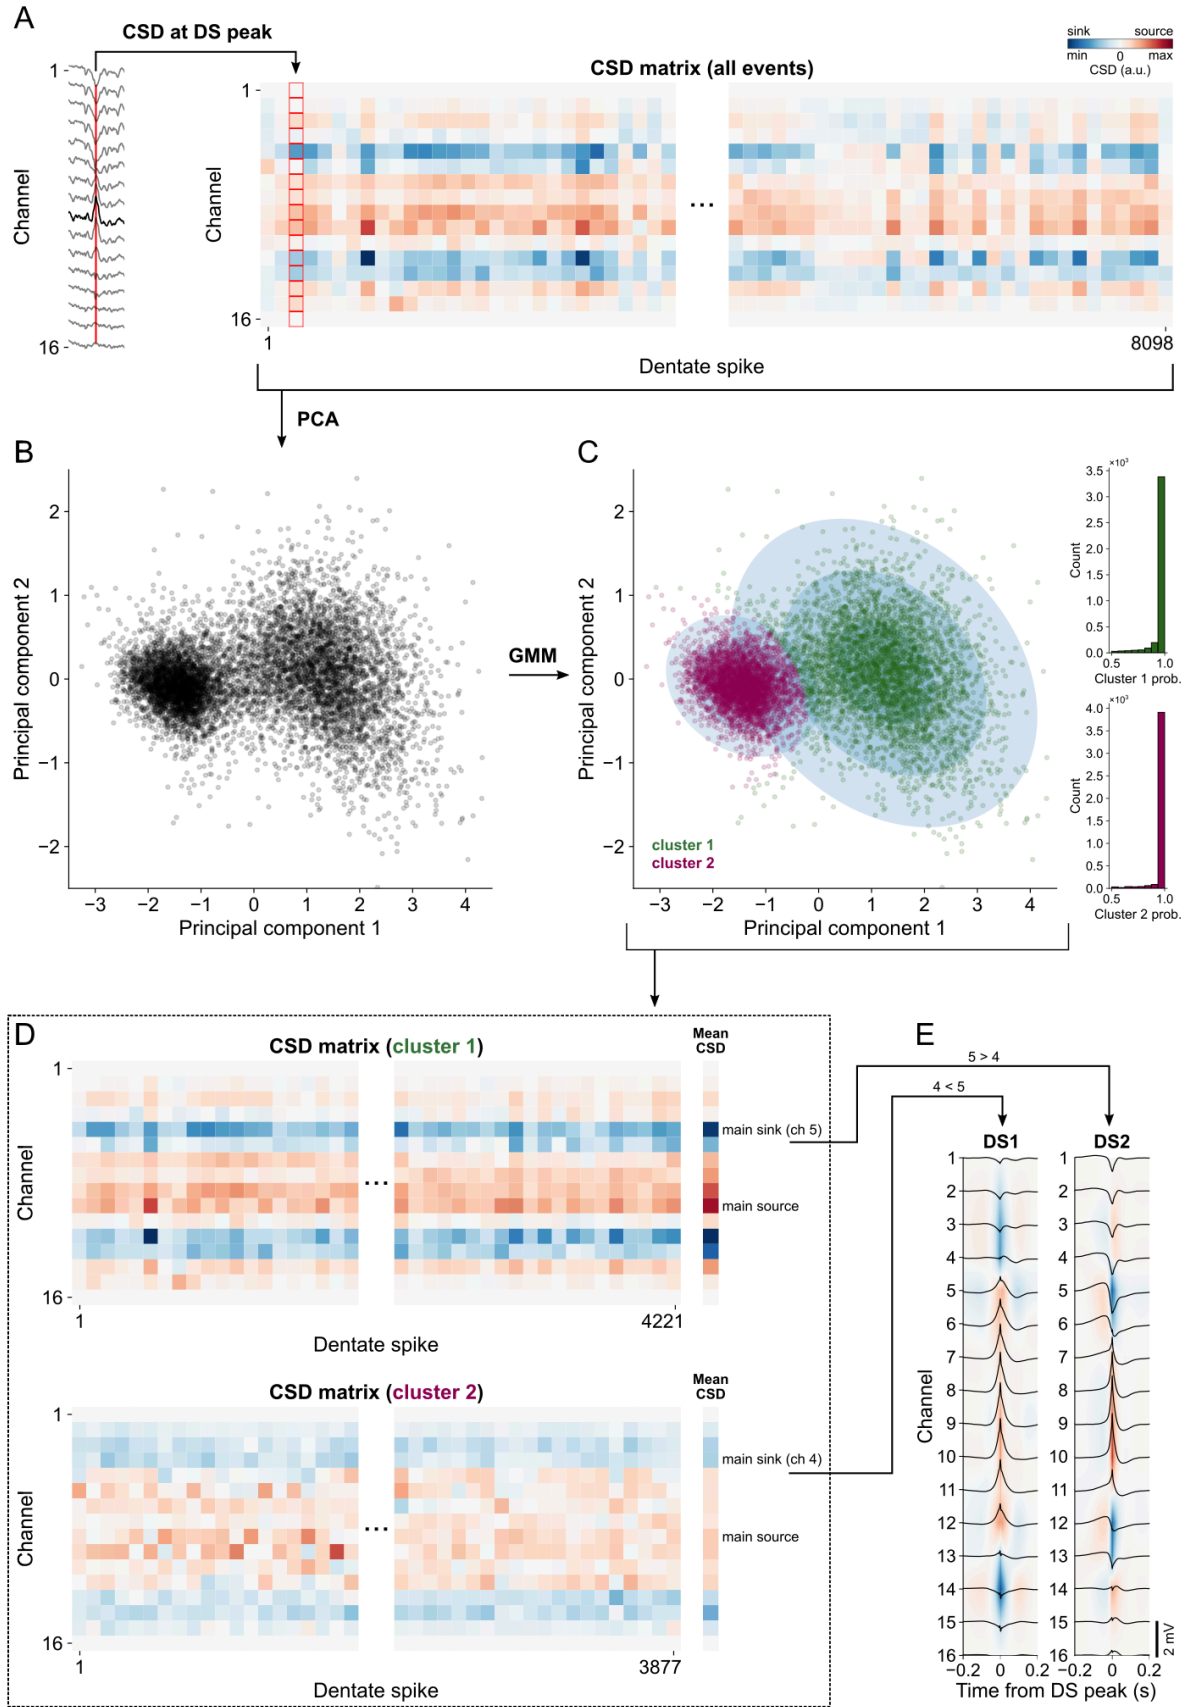 A
CSD at DS peak
sink source
min 0 max
CSD (a.u.)
CSD matrix (all events)
1
16
Channel
1
16
Channel
...
1 8098
Dentate spike
PCA
B
2
1
0
−1
−2
Principal component 2
−3 −2 −1 0 1 2 3 4
Principal component 1
GMM
C
2
1
0
−1
−2
Principal component 2
cluster 1
cluster 2
−3 −2 −1 0 1 2 3 4
Principal component 1
×10³
3.5
3.0
2.5
2.0
1.5
1.0
0.5
0.0
Count
0.5 1.0
Cluster 1 prob.
×10³
4.0
3.5
3.0
2.5
2.0
1.5
1.0
0.5
0.0
Count
0.5 1.0
Cluster 2 prob.
D
CSD matrix (cluster 1)
Mean
CSD
1
16
Channel
...
main sink (ch 5)
main source
1 4221
Dentate spike
CSD matrix (cluster 2)
Mean
CSD
1
16
Channel
...
main sink (ch 4)
main source
1 3877
Dentate spike
E
5 > 4
4 < 5
DS1 DS2
1 1
2 2
3 3
4 4
5 5
6 6
7 7
8 8
9 9
10 10
11 11
12 12
13 13
14 14
15 15
16 16
Channel
2 mV
−0.2 0 0.2 −0.2 0 0.2
Time from DS peak (s)